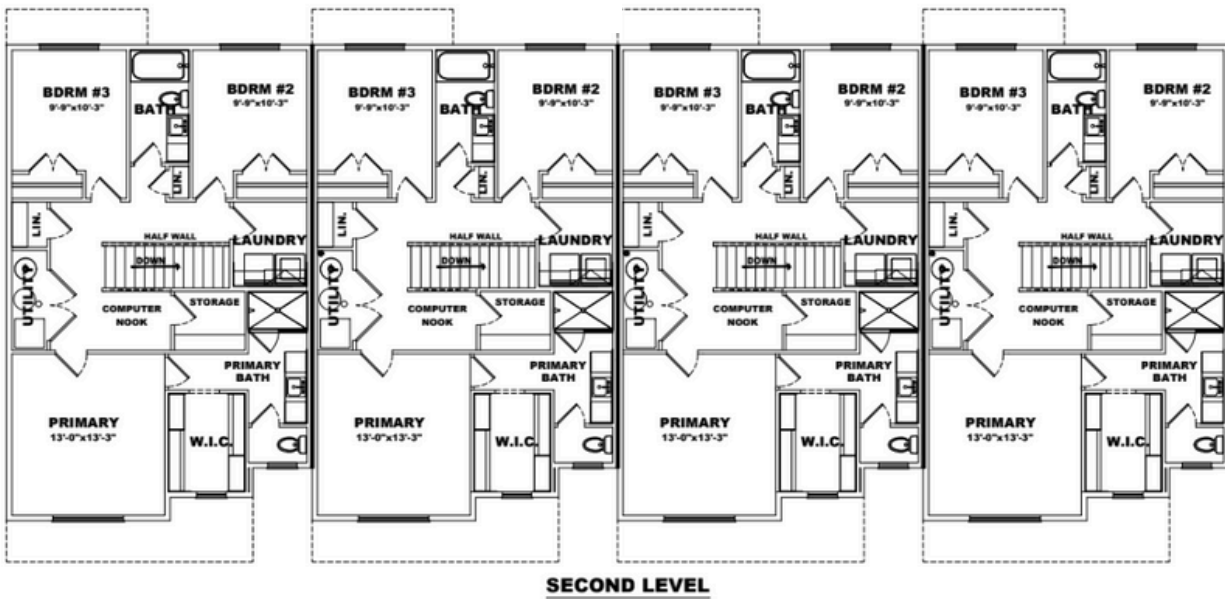 BDRM #3
9'-9"x10'-3"
BATH
BDRM #2
9'-9"x10'-3"
LIN.
LIN.
HALF WALL
LAUNDRY
DOWN
UTILITY
COMPUTER
NOOK
STORAGE
PRIMARY
BATH
PRIMARY
13'-0"x13'-3"
W.I.C.
BDRM #3
9'-9"x10'-3"
BATH
BDRM #2
9'-9"x10'-3"
LIN.
LIN.
HALF WALL
LAUNDRY
DOWN
UTILITY
COMPUTER
NOOK
STORAGE
PRIMARY
BATH
PRIMARY
13'-0"x13'-3"
W.I.C.
BDRM #3
9'-9"x10'-3"
BATH
BDRM #2
9'-9"x10'-3"
LIN.
LIN.
HALF WALL
LAUNDRY
DOWN
UTILITY
COMPUTER
NOOK
STORAGE
PRIMARY
BATH
PRIMARY
13'-0"x13'-3"
W.I.C.
BDRM #3
9'-9"x10'-3"
BATH
BDRM #2
9'-9"x10'-3"
LIN.
LIN.
HALF WALL
LAUNDRY
DOWN
UTILITY
COMPUTER
NOOK
STORAGE
PRIMARY
BATH
PRIMARY
13'-0"x13'-3"
W.I.C.
SECOND LEVEL